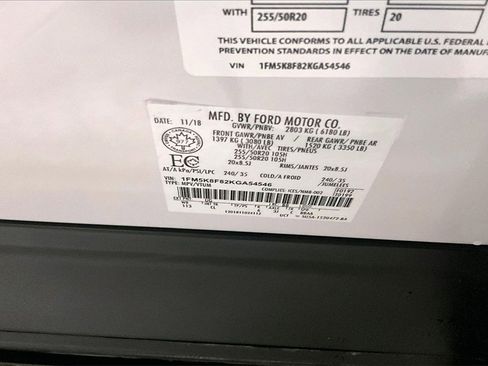 WITH 255/50R20 TIRES 20
THIS VEHICLE CONFORMS TO ALL APPLICABLE U.S. FEDERAL
PREVENTION STANDARDS IN EFFECT ON THE DATE OF MANUF
VIN 1FM5K8F82KGA54546
DATE: 11/18 MFD. BY FORD MOTOR CO.
GVWR/PNBV: 2803 KG ( 6180 LB)
FRONT GAWR/PNBE AV / REAR GAWR/PNBE AR
1397 KG ( 3080 LB) 1520 KG ( 3350 LB)
WITH/AVEC TIRES/PNEUS
255/50R20 105H
255/50R20 105H
20x8.5J RIMS/JANTES 20x8.5J
AT/A kPa/PSI/LPC 240/ 35 COLD/A FROID 240/35
/JUMELEES
VIN: 1FM5K8F82KGA54546
TYPE: MPV/VTUM